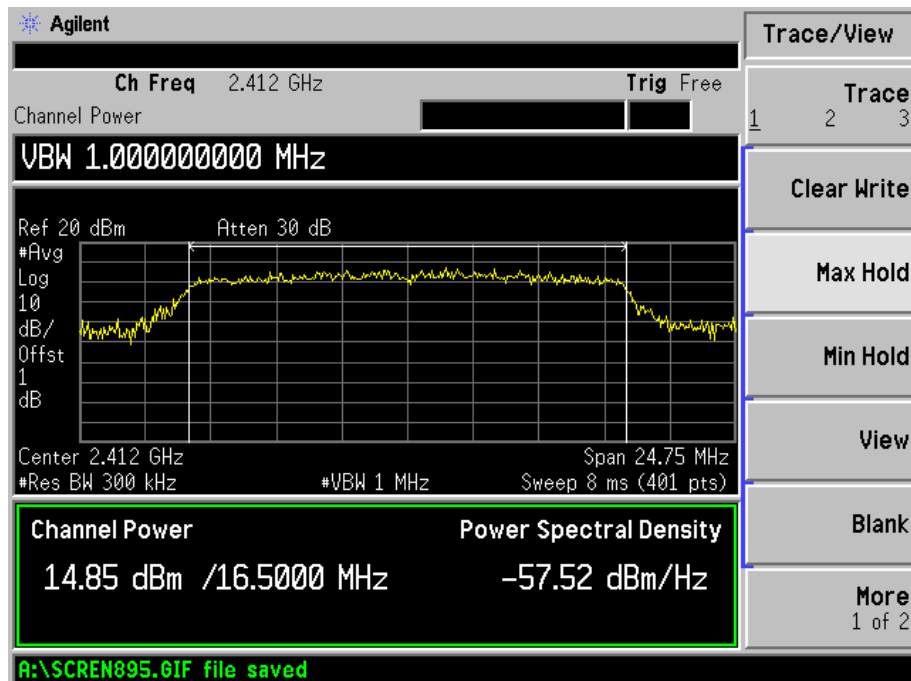 Agilent
Trace/View
Ch Freq 2.412 GHz Trig Free
Channel Power
Trace
1 2 3
VBW 1.000000000 MHz
Clear Write
Ref 20 dBm Atten 30 dB
#Avg
Log
10
dB/
Offst
1
dB
Max Hold
Min Hold
View
Center 2.412 GHz Span 24.75 MHz
#Res BW 300 kHz #VBW 1 MHz Sweep 8 ms (401 pts)
Channel Power Power Spectral Density
14.85 dBm /16.5000 MHz -57.52 dBm/Hz
Blank
More
1 of 2
A:\SCREN895.GIF file saved